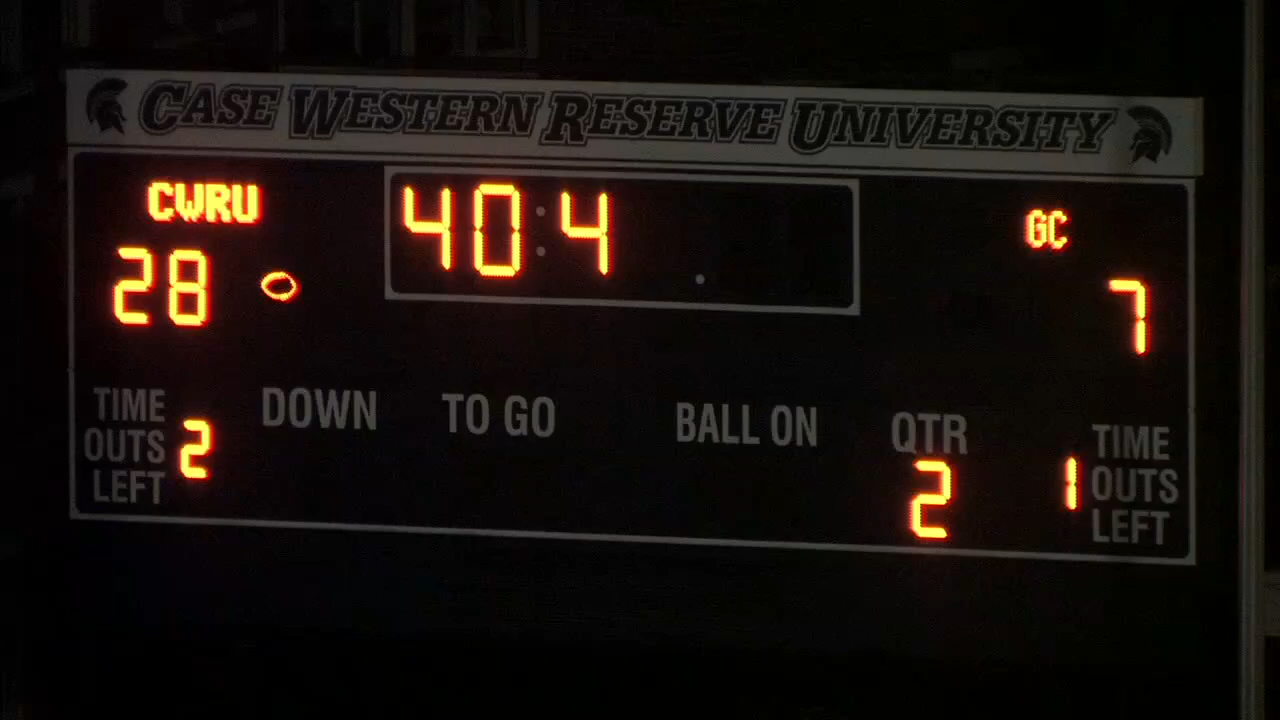 CASE WESTERN RESERVE UNIVERSITY
CWRU
40:4 .
GC
28
7
TIME OUTS LEFT 2
DOWN
TO GO
BALL ON
QTR
2
1 TIME OUTS LEFT